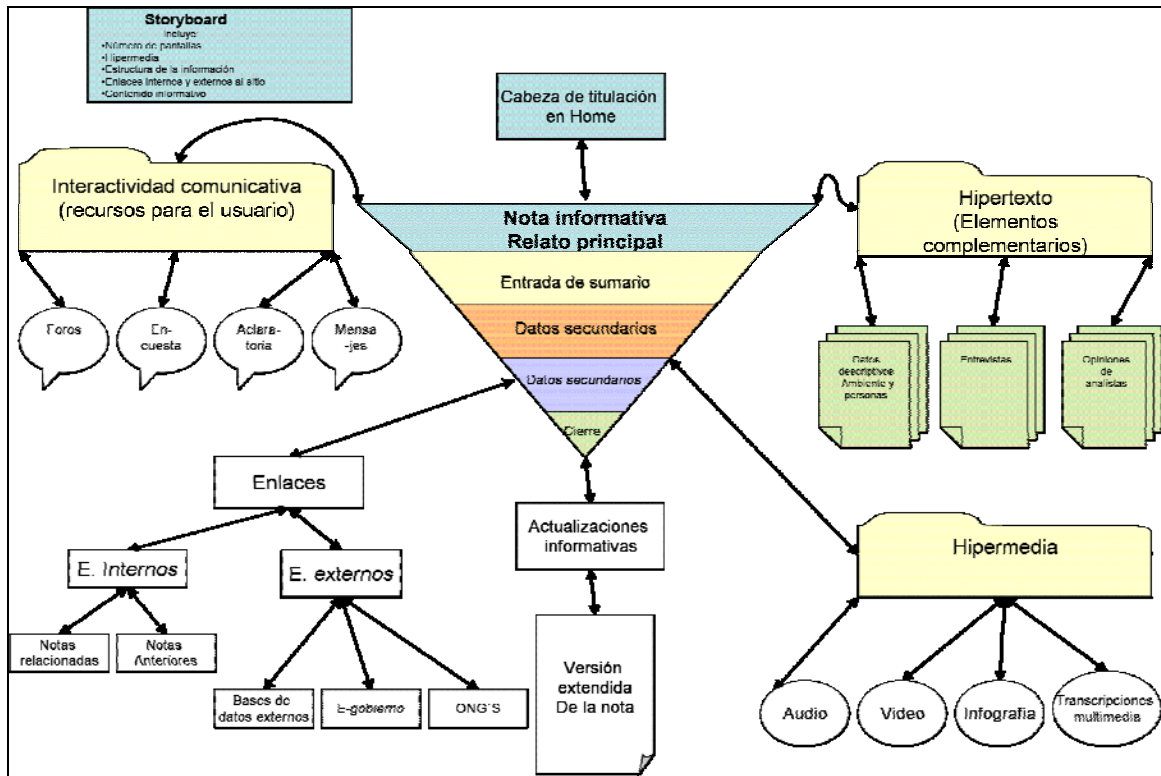 Storyboard
Incluye
•Número de pantallas
•Hipermedia
•Estructura de la información
•Enlaces internos y externos al sitio
•Contenido informativo
Cabeza de titulación
en Home
Interactividad comunicativa
(recursos para el usuario)
Hipertexto
(Elementos
complementarios)
Nota informativa
Relato principal
Entrada de sumario
Datos secundarios
Datos secundarios
Cierre
Foros
En-
cuesta
Aclara-
toria
Mensa
-jes
Datos
descriptivos
Ambiente y
personas
Entrevistas
Opiniones
de
analistas
Enlaces
E. Internos
E. externos
Notas
relacionadas
Notas
Anteriores
Bases de
datos externos
E-gobierno
ONG'S
Actualizaciones
informativas
Versión
extendida
De la nota
Hipermedia
Audio
Video
Infografía
Transcripciones
multimedia